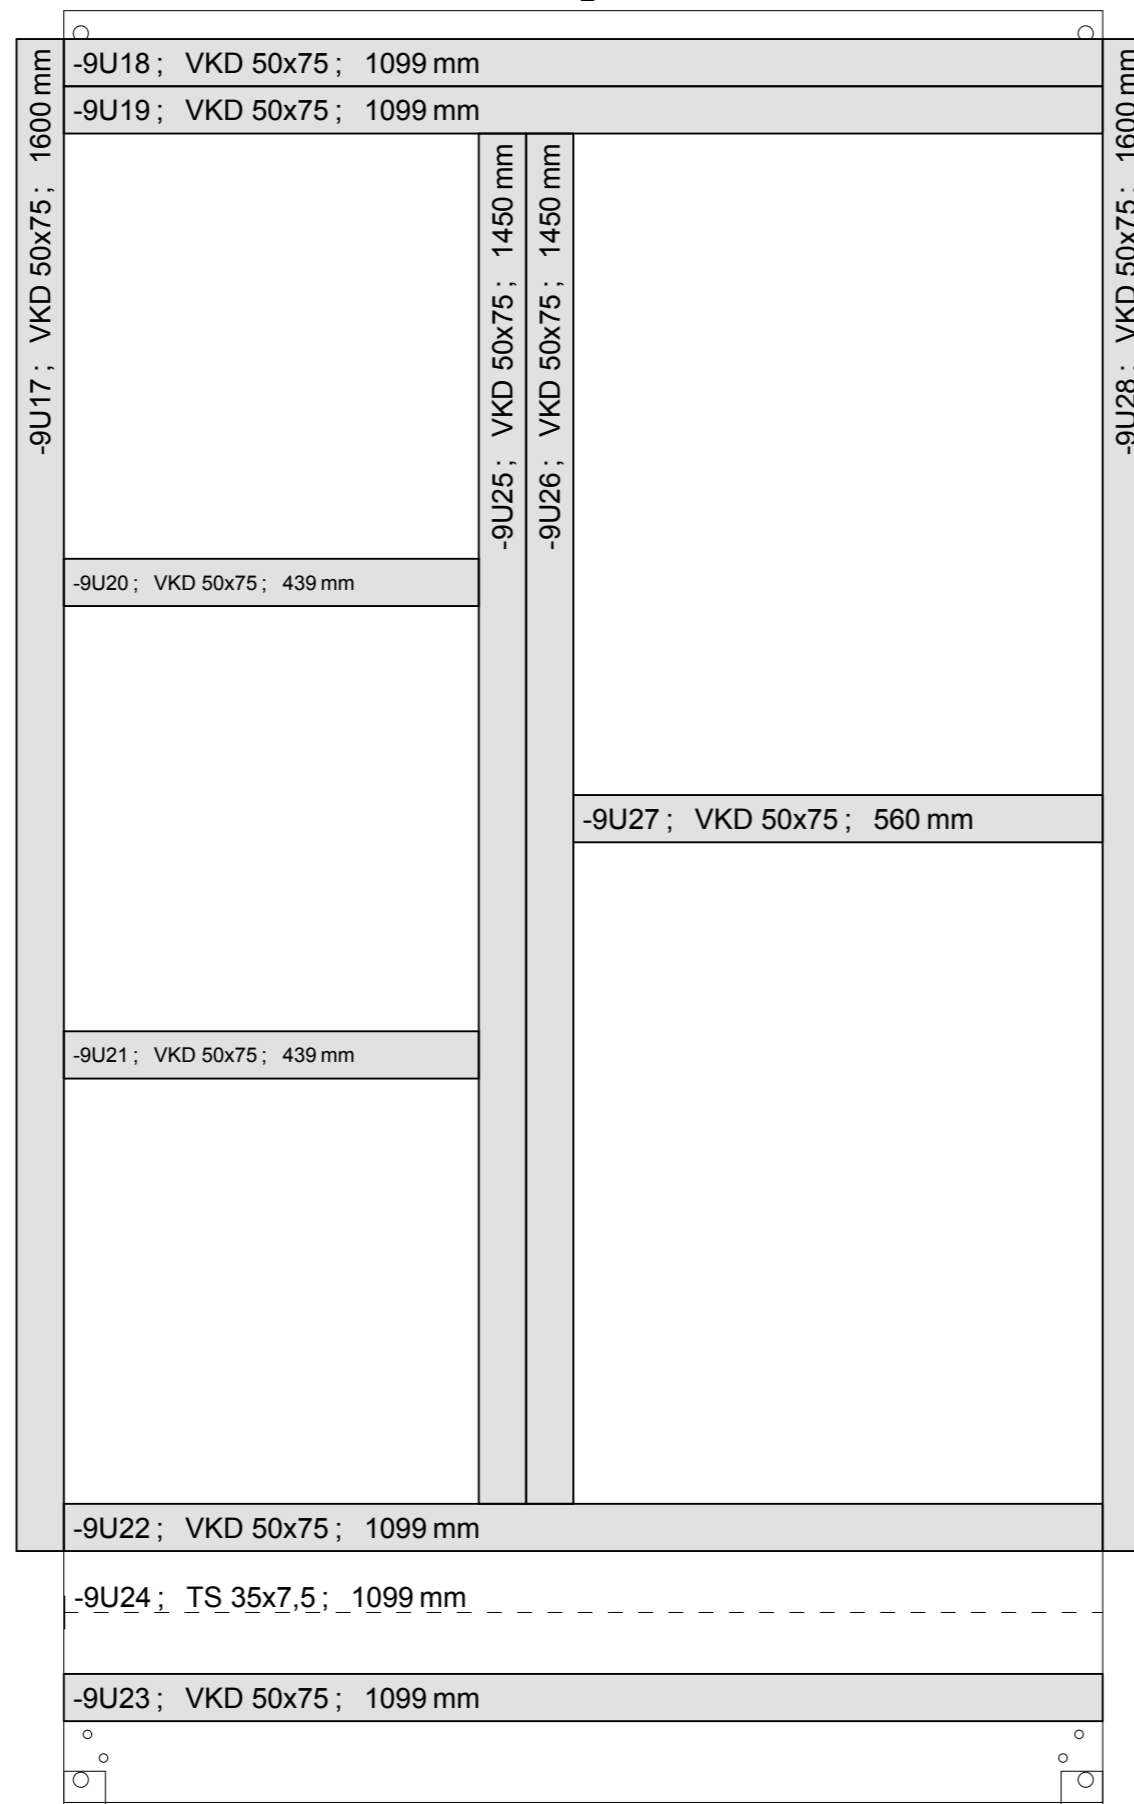 -9U18 ; VKD 50x75 ; 1099 mm
-9U19 ; VKD 50x75 ; 1099 mm
-9U17 ; VKD 50x75 ; 1600 mm
-9U25 ; VKD 50x75 ; 1450 mm
-9U26 ; VKD 50x75 ; 1450 mm
-9U28 ; VKD 50x75 ; 1600 mm
-9U20 ; VKD 50x75 ; 439 mm
-9U27 ; VKD 50x75 ; 560 mm
-9U21 ; VKD 50x75 ; 439 mm
-9U22 ; VKD 50x75 ; 1099 mm
-9U24 ; TS 35x7,5 ; 1099 mm
-9U23 ; VKD 50x75 ; 1099 mm